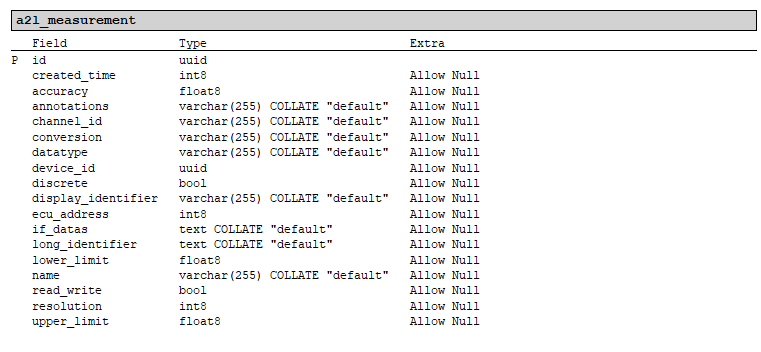 a2l_measurement
Field Type Extra
P id uuid
created_time int8 Allow Null
accuracy float8 Allow Null
annotations varchar(255) COLLATE "default" Allow Null
channel_id varchar(255) COLLATE "default" Allow Null
conversion varchar(255) COLLATE "default" Allow Null
datatype varchar(255) COLLATE "default" Allow Null
device_id uuid Allow Null
discrete bool Allow Null
display_identifier varchar(255) COLLATE "default" Allow Null
ecu_address int8 Allow Null
if_datas text COLLATE "default" Allow Null
long_identifier text COLLATE "default" Allow Null
lower_limit float8 Allow Null
name varchar(255) COLLATE "default" Allow Null
read_write bool Allow Null
resolution int8 Allow Null
upper_limit float8 Allow Null